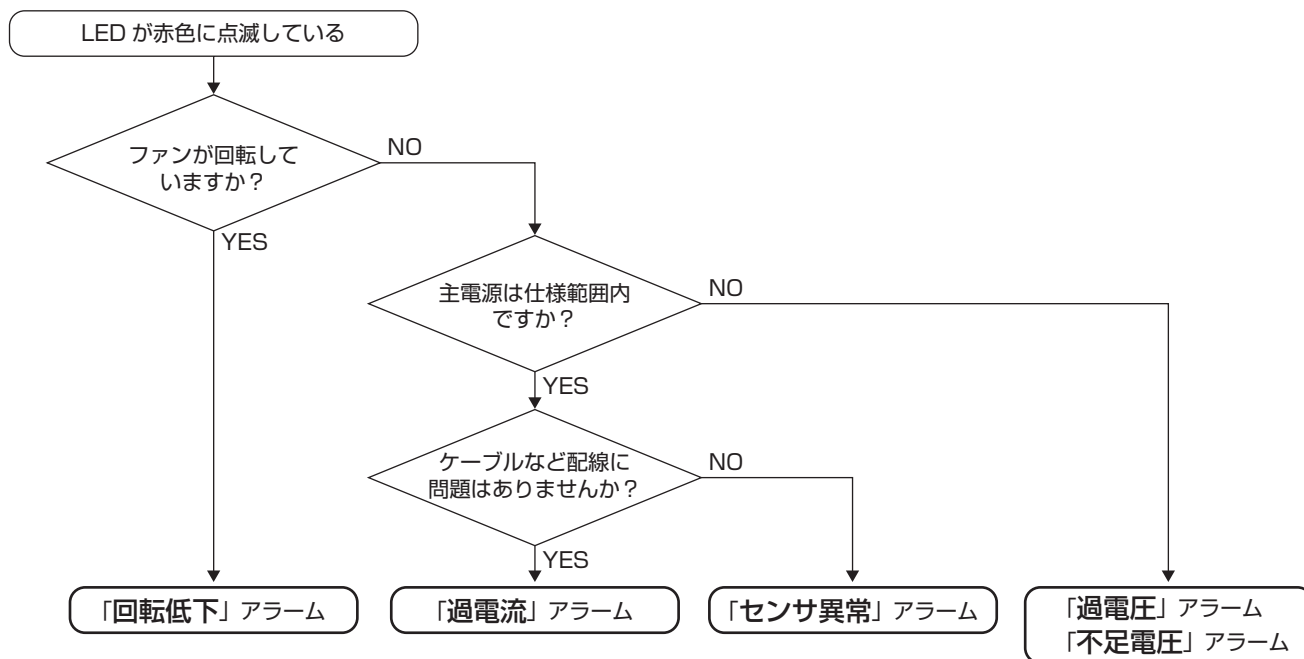 LED が赤色に点滅している
ファンが回転して
いますか？
NO
YES
主電源は仕様範囲内
ですか？
NO
YES
ケーブルなど配線に
問題はありませんか？
NO
YES
「回転低下」アラーム
「過電流」アラーム
「センサ異常」アラーム
「過電圧」アラーム
「不足電圧」アラーム